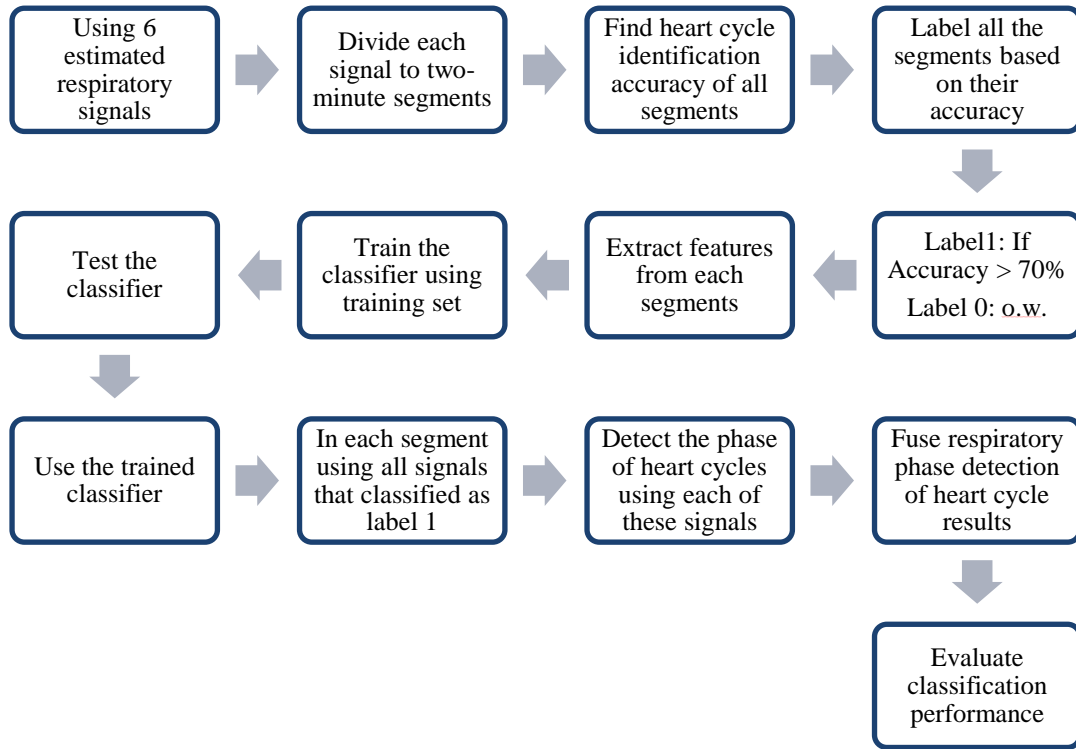 Using 6
estimated
respiratory
signals
Divide each
signal to two-
minute segments
Find heart cycle
identification
accuracy of all
segments
Label all the
segments based
on their
accuracy
Label1: If
Accuracy > 70%
Label 0: o.w.
Extract features
from each
segments
Train the
classifier using
training set
Test the
classifier
Use the trained
classifier
In each segment
using all signals
that classified as
label 1
Detect the phase
of heart cycles
using each of
these signals
Fuse respiratory
phase detection
of heart cycle
results
Evaluate
classification
performance